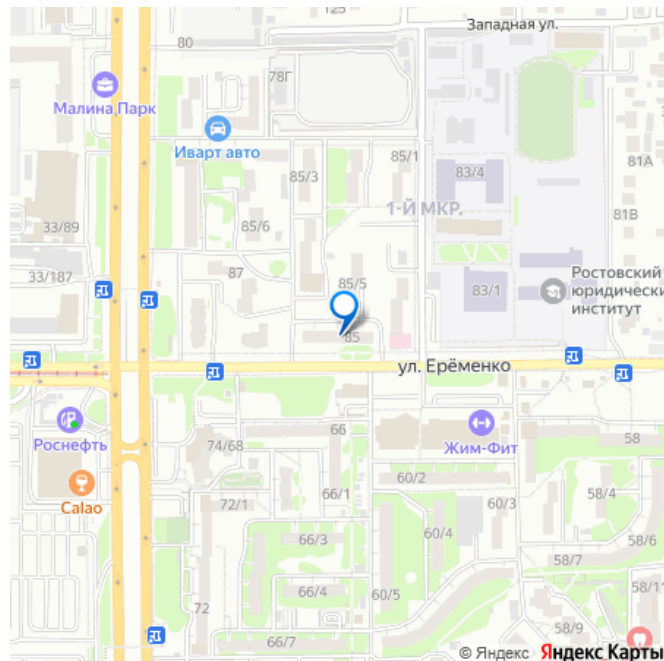 125
Западная ул.
80
78Г
Малина Парк
Иварт авто
85/1
83/4
81А
85/3
1-Й МКР.
81В
33/89
85/6
33/187
87
85/5
83/1
Ростовский
юридически
институт
85
ул. Ерёменко
Роснефть
66
74/68
Жим-Фит
58
Calao
72/1
66/1
60/2
60/3
58/4
66/3
60/4
58/6
58/7
66/4
60/5
58/11
72
66/7
58/9
© Яндекс Яндекс Карты